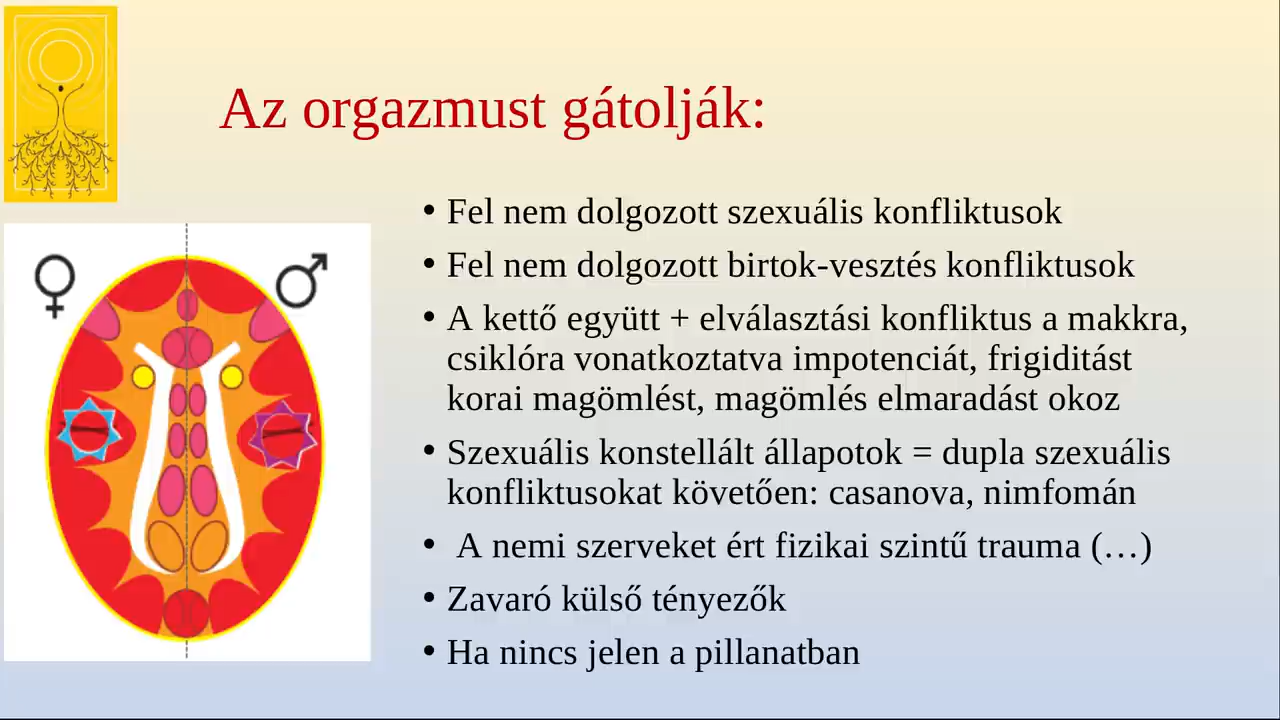 Az orgazmust gátolják:
• Fel nem dolgozott szexuális konfliktusok
• Fel nem dolgozott birtok-vesztés konfliktusok
• A kettő együtt + elválasztási konfliktus a makkra,
csiklóra vonatkoztatva impotenciát, frigiditást
korai magömlést, magömlés elmaradást okoz
• Szexuális konstellált állapotok = dupla szexuális
konfliktusokat követően: casanova, nimfomán
• A nemi szerveket ért fizikai szintű trauma (…)
• Zavaró külső tényezők
• Ha nincs jelen a pillanatban